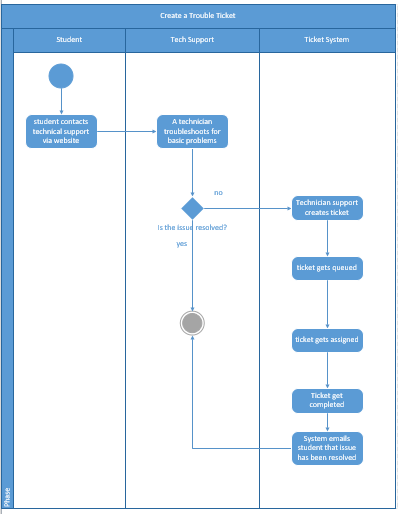 Create a Trouble Ticket
Student
Tech Support
Ticket System
student contacts
technical support
via website
A technician
troubleshoots for
basic problems
no
Technician support
creates ticket
Is the issue resolved?
yes
ticket gets queued
ticket gets assigned
Ticket get
completed
System emails
student that issue
has been resolved
Phase